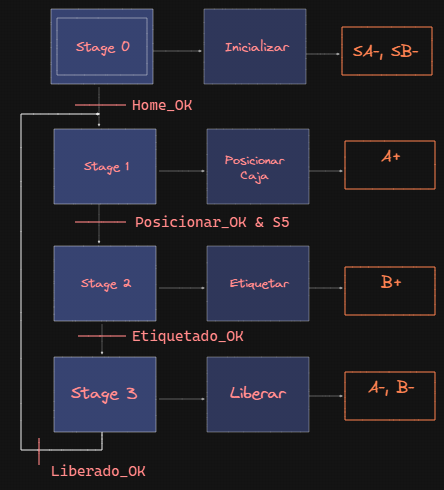 Stage 0
Inicializar
SA-, SB-
Home_OK
Stage 1
Posicionar
Caja
A+
Posicionar_OK & S5
Stage 2
Etiquetar
B+
Etiquetado_OK
Stage 3
Liberar
A-, B-
Liberado_OK